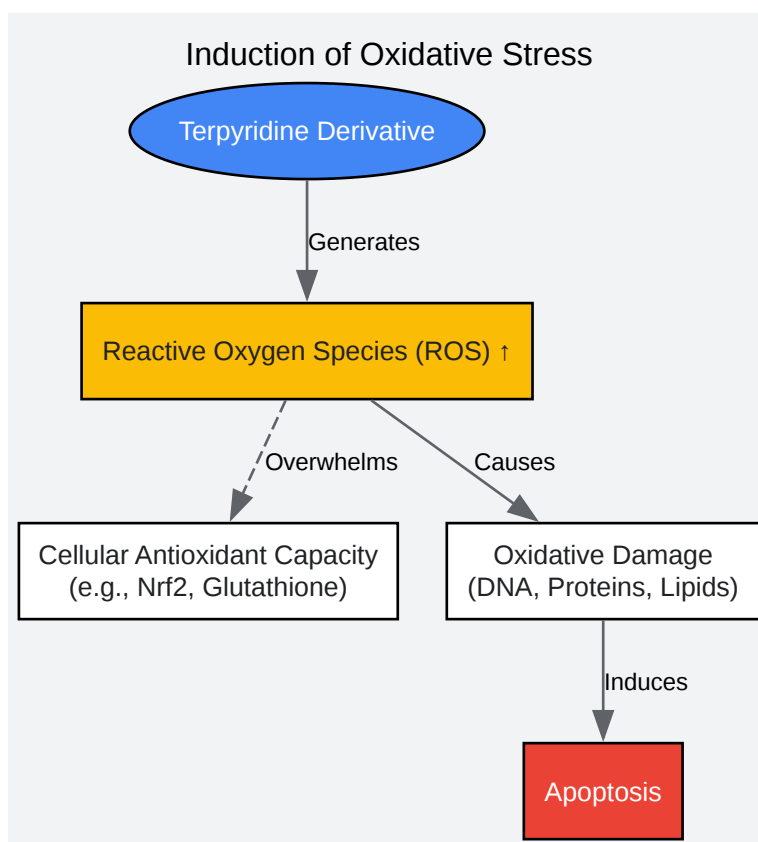 Induction of Oxidative Stress
Terpyridine Derivative
Generates
Reactive Oxygen Species (ROS) ↑
Overwhelms
Causes
Cellular Antioxidant Capacity
(e.g., Nrf2, Glutathione)
Oxidative Damage
(DNA, Proteins, Lipids)
Induces
Apoptosis